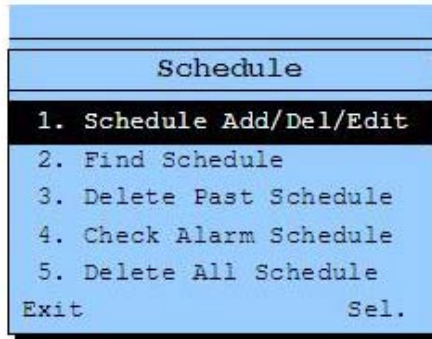 Schedule
1. Schedule Add/Del/Edit
2. Find Schedule
3. Delete Past Schedule
4. Check Alarm Schedule
5. Delete All Schedule
Exit Sel.